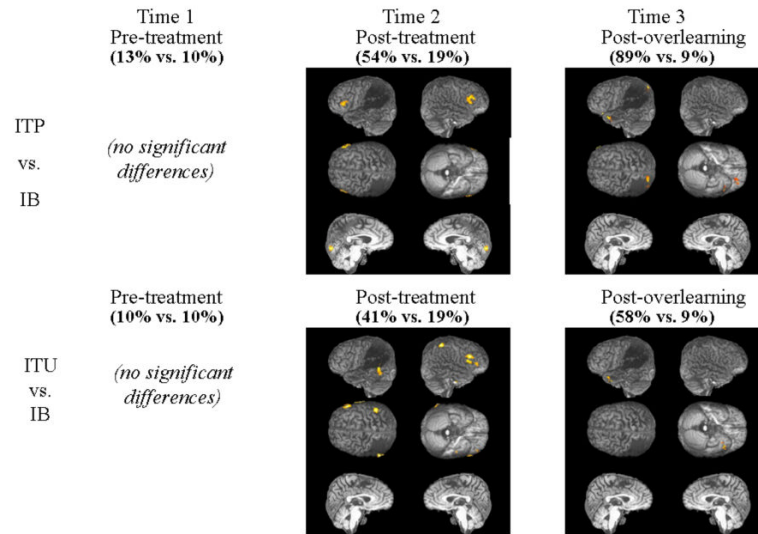 Time 1
Pre-treatment
(13% vs. 10%)
Time 2
Post-treatment
(54% vs. 19%)
Time 3
Post-overlearning
(89% vs. 9%)
ITP
vs.
IB
(no significant
differences)
Pre-treatment
(10% vs. 10%)
Post-treatment
(41% vs. 19%)
Post-overlearning
(58% vs. 9%)
ITU
vs.
IB
(no significant
differences)